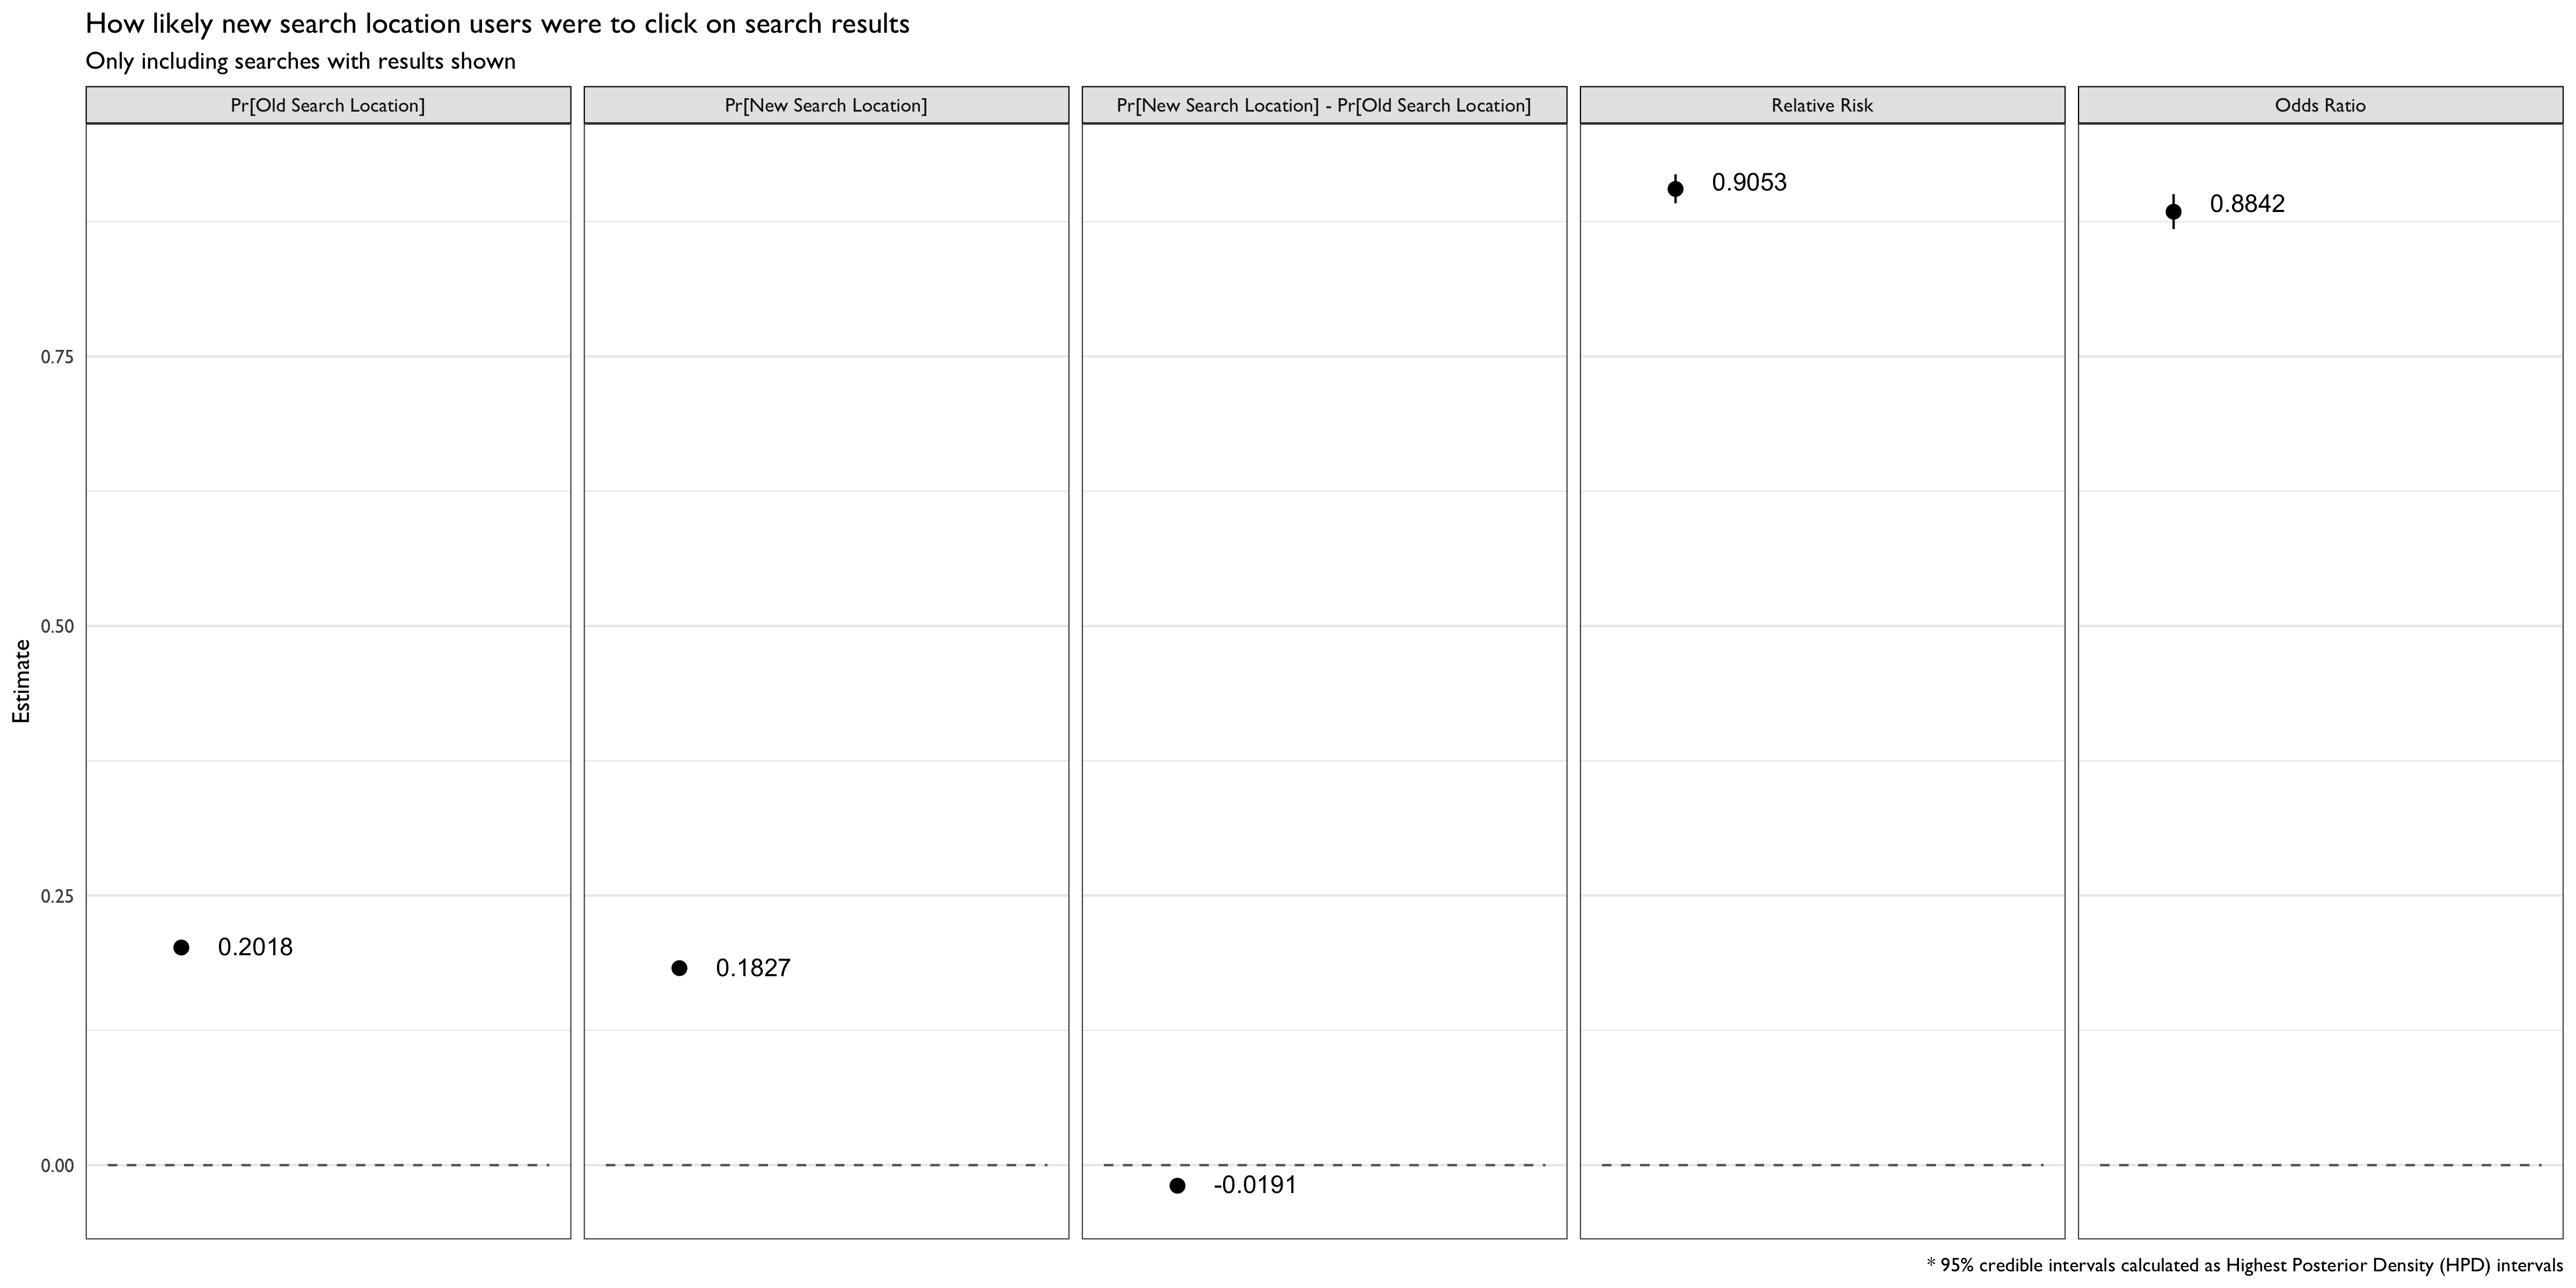 How likely new search location users were to click on search results
Only including searches with results shown
Pr[Old Search Location]
Pr[New Search Location]
Pr[New Search Location] - Pr[Old Search Location]
Relative Risk
Odds Ratio
Estimate
0.75
0.50
0.25
0.00
0.2018
0.1827
-0.0191
0.9053
0.8842
* 95% credible intervals calculated as Highest Posterior Density (HPD) intervals